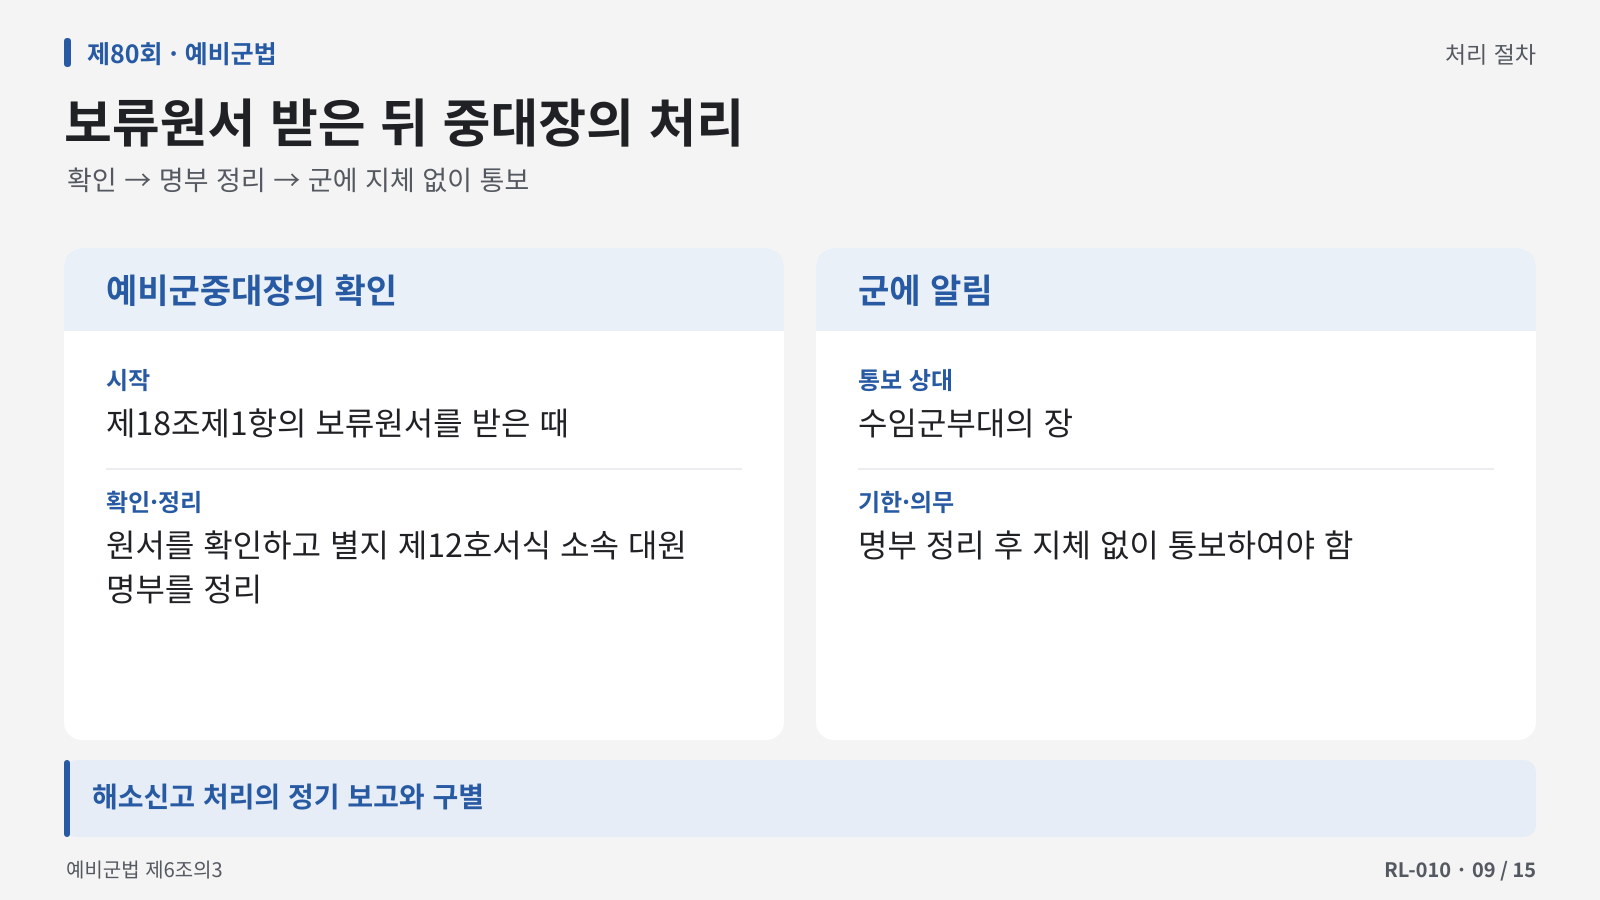 제80회 · 예비군법
처리 절차
보류원서 받은 뒤 중대장의 처리
확인 → 명부 정리 → 군에 지체 없이 통보
예비군중대장의 확인
시작
제18조제1항의 보류원서를 받은 때
확인·정리
원서를 확인하고 별지 제12호서식 소속 대원
명부를 정리
군에 알림
통보 상대
수임군부대의 장
기한·의무
명부 정리 후 지체 없이 통보하여야 함
해소신고 처리의 정기 보고와 구별
예비군법 제6조의3
RL-010 · 09 / 15